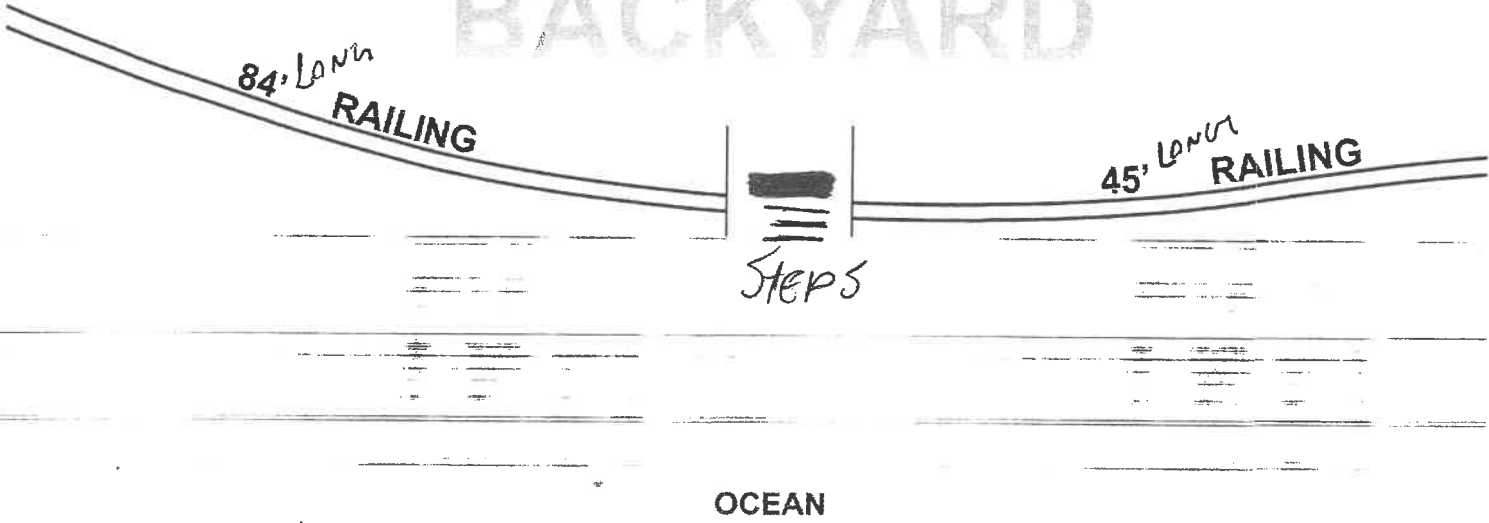 BACKYARD
84' LONG
RAILING
45' LONG
RAILING
STEPS
OCEAN